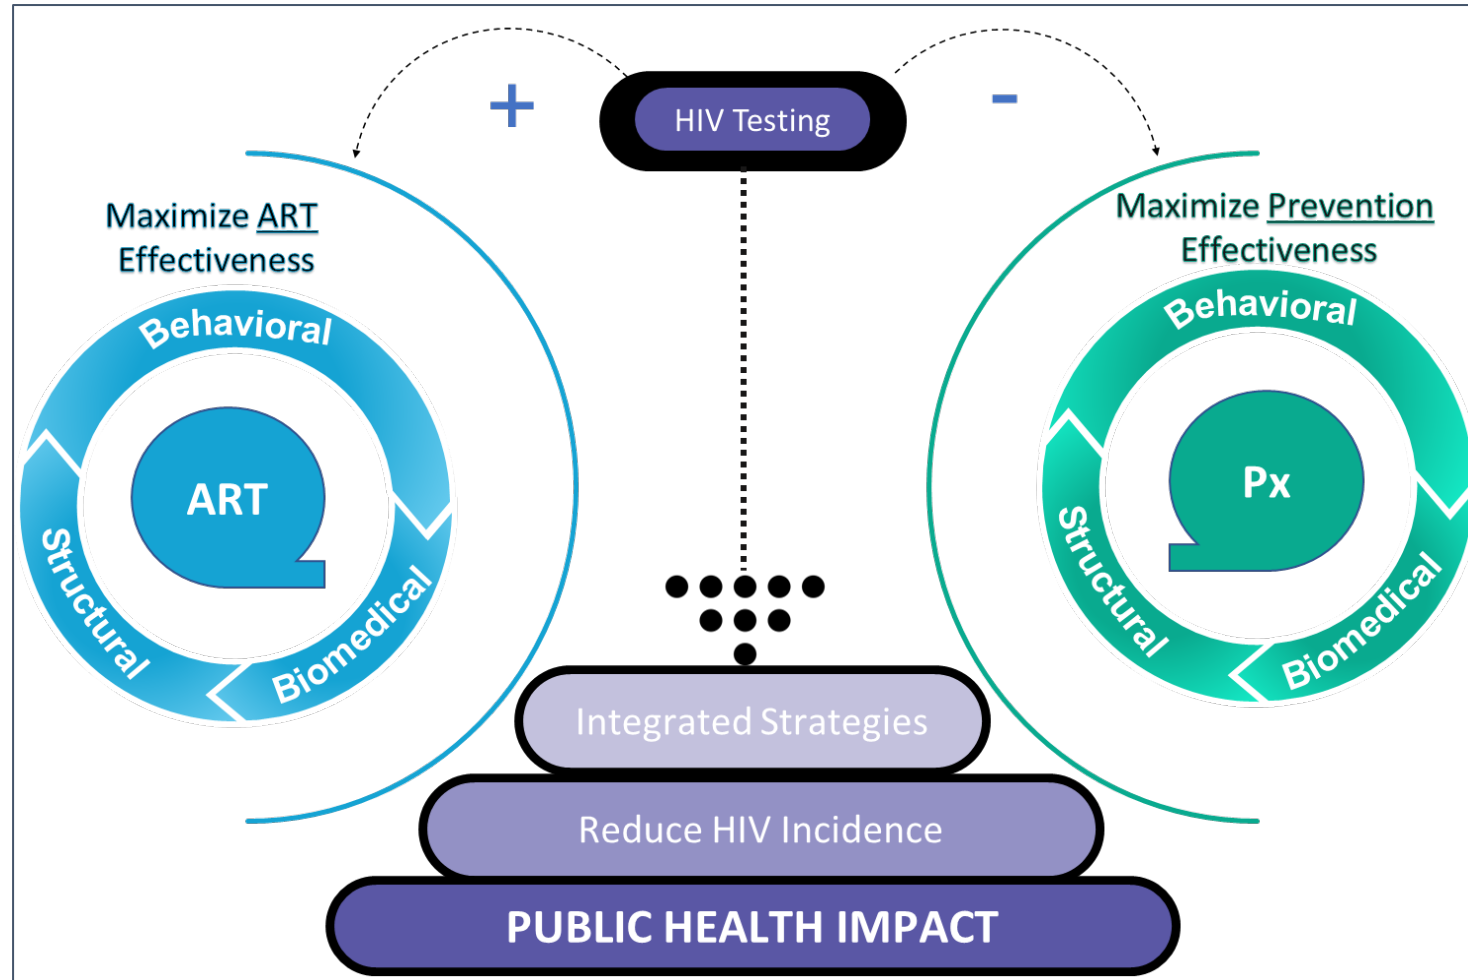 +
HIV Testing
-
Maximize ART
Effectiveness
Behavioral
Biomedical
Structural
ART
Maximize Prevention
Effectiveness
Behavioral
Biomedical
Structural
Px
Integrated Strategies
Reduce HIV Incidence
PUBLIC HEALTH IMPACT